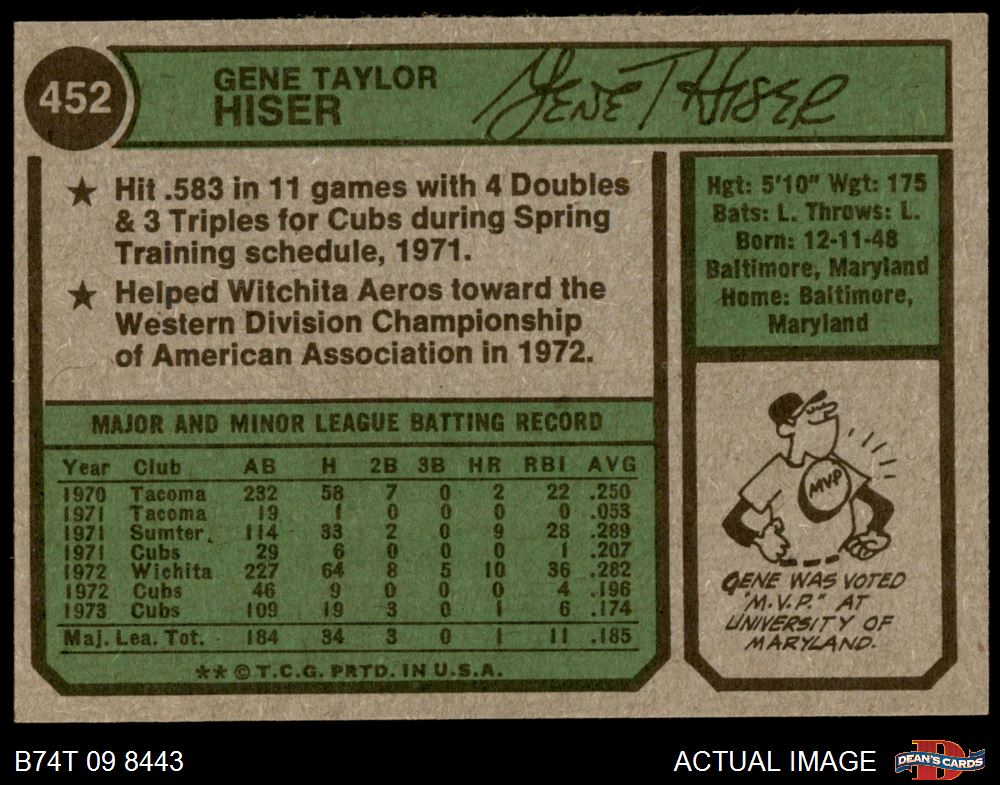 452
GENE TAYLOR
HISER
Gene T Hiser
★ Hit .583 in 11 games with 4 Doubles
& 3 Triples for Cubs during Spring
Training schedule, 1971.
★ Helped Witchita Aeros toward the
Western Division Championship
of American Association in 1972.
Hgt: 5'10" Wgt: 175
Bats: L. Throws: L.
Born: 12-11-48
Baltimore, Maryland
Home: Baltimore,
Maryland
MAJOR AND MINOR LEAGUE BATTING RECORD
Year Club AB H 2B 3B HR RBI AVG
1970 Tacoma 232 58 7 0 2 22 .250
1971 Tacoma 19 1 0 0 0 0 .053
1971 Sumter 114 33 2 0 9 28 .289
1971 Cubs 29 6 0 0 0 1 .207
1972 Wichita 227 64 8 5 10 36 .282
1972 Cubs 46 9 0 0 0 4 .196
1973 Cubs 109 19 3 0 1 6 .174
Maj. Lea. Tot. 184 34 3 0 1 11 .185
** © T.C.G. PRTD. IN U.S.A.
MVP
GENE WAS VOTED
"M.V.P." AT
UNIVERSITY OF
MARYLAND.
B74T 09 8443
ACTUAL IMAGE
DEAN'S CARDS